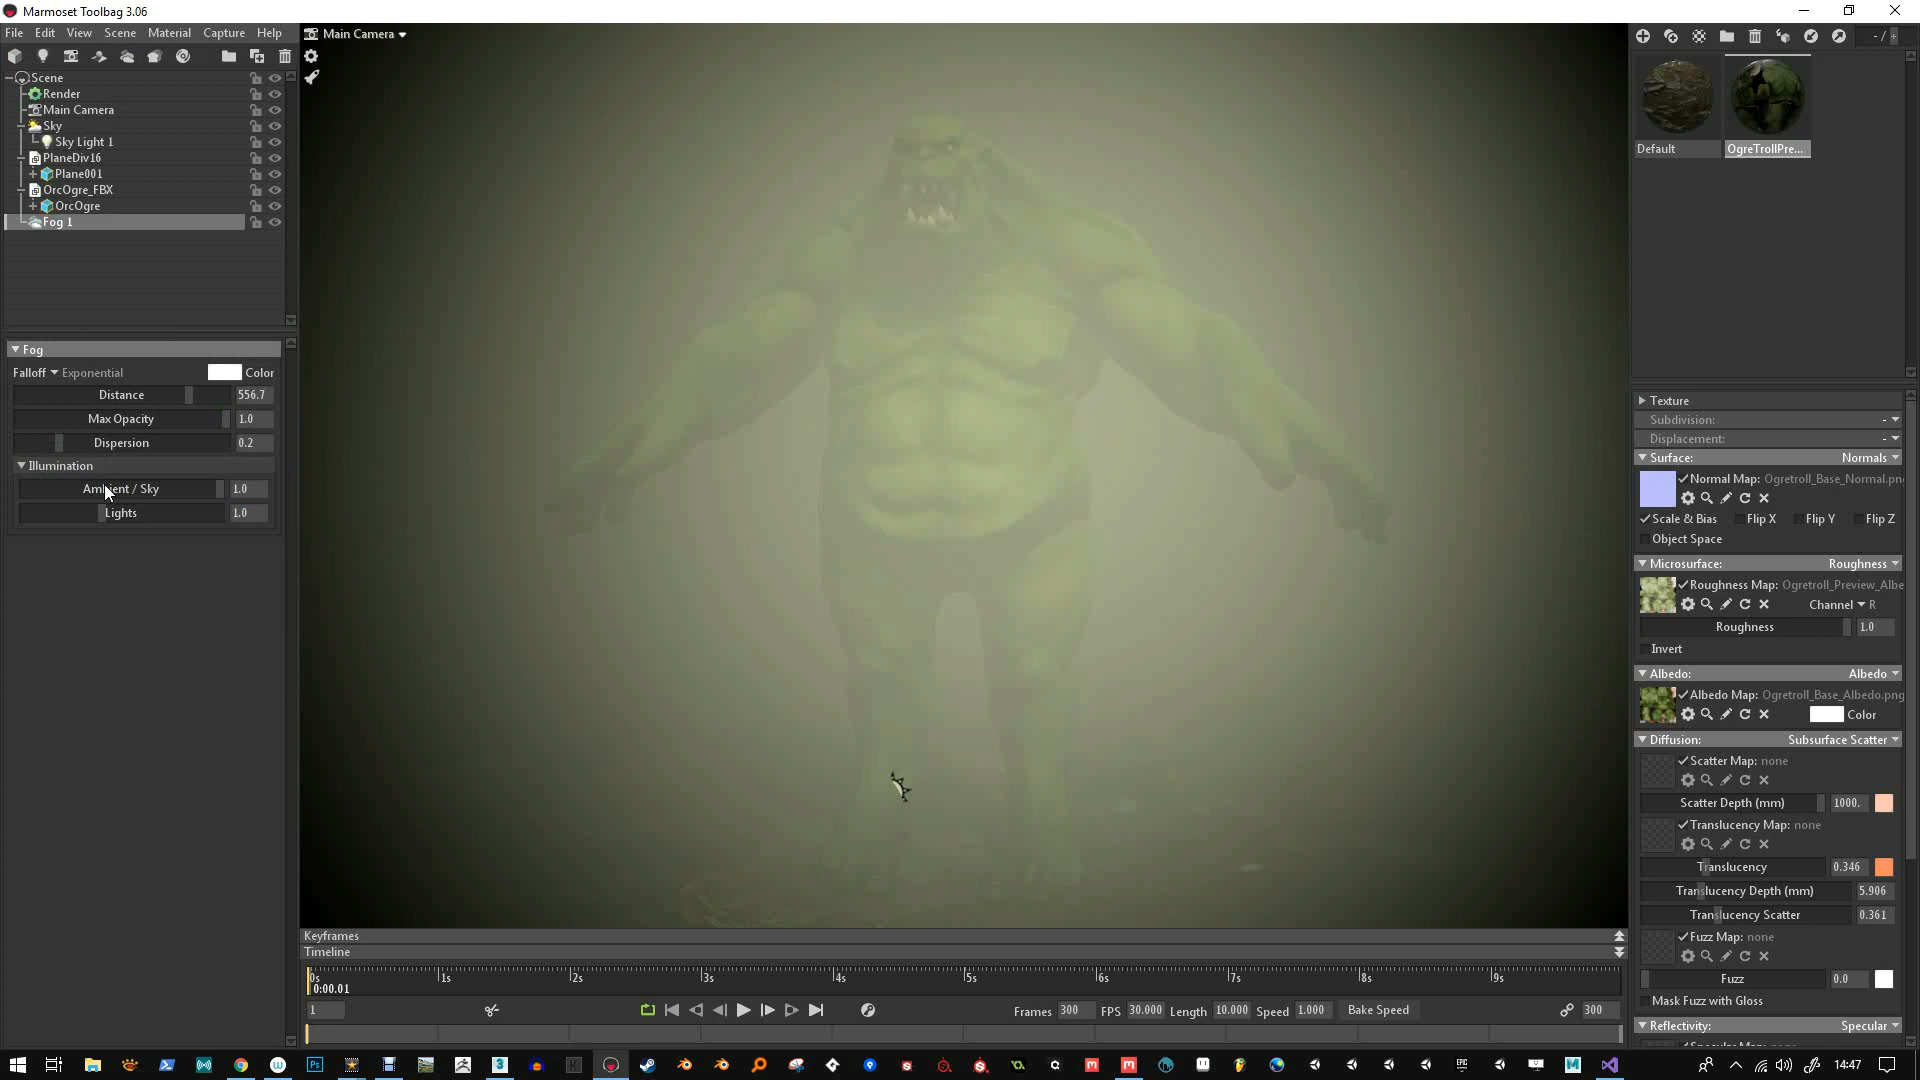 Marmoset Toolbag 3.06
File Edit View Scene Material Capture Help
Main Camera
Scene
Render
Main Camera
Sky
Sky Light 1
PlaneDiv16
Plane001
OrcOgre_FBX
OrcOgre
Fog 1
Fog
Falloff Exponential Color
Distance 556.7
Max Opacity 1.0
Dispersion 0.2
Illumination
Ambient / Sky 1.0
Lights 1.0
Keyframes
Timeline
0s 1s 2s 3s 4s 5s 6s 7s 8s 9s
0:00.01
1 Frames 300 FPS 30.000 Length 10.000 Speed 1.000 Bake Speed 300
- / +
Default OgreTrollPre...
Texture
Subdivision: -
Displacement: -
Surface: Normals
Normal Map: Ogretroll_Base_Normal.pn
Scale & Bias Flip X Flip Y Flip Z
Object Space
Microsurface: Roughness
Roughness Map: Ogretroll_Preview_Albe
Channel R
Roughness 1.0
Invert
Albedo: Albedo
Albedo Map: Ogretroll_Base_Albedo.png
Color
Diffusion: Subsurface Scatter
Scatter Map: none
Scatter Depth (mm) 1000.
Translucency Map: none
Translucency 0.346
Translucency Depth (mm) 5.906
Translucency Scatter 0.361
Fuzz Map: none
Fuzz 0.0
Mask Fuzz with Gloss
Reflectivity: Specular
14:47